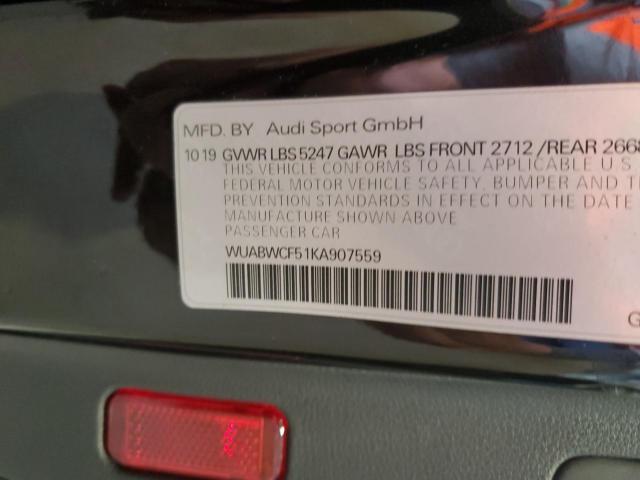 MFD. BY Audi Sport GmbH
10 19 GVWR LBS 5247 GAWR LBS FRONT 2712 /REAR 2668
THIS VEHICLE CONFORMS TO ALL APPLICABLE U.S.
FEDERAL MOTOR VEHICLE SAFETY, BUMPER AND T
PREVENTION STANDARDS IN EFFECT ON THE DATE
MANUFACTURE SHOWN ABOVE
PASSENGER CAR
WUABWCF51KA907559
G